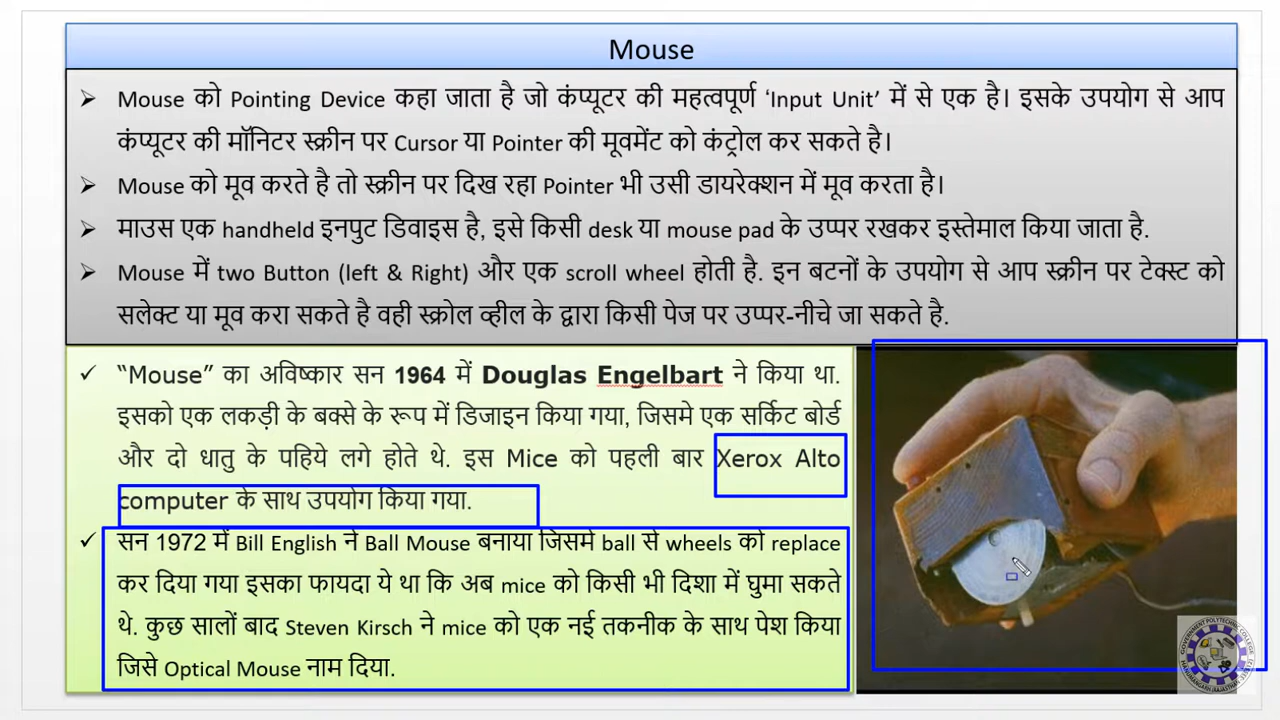 Mouse
Mouse को Pointing Device कहा जाता है जो कंप्यूटर की महत्वपूर्ण ‘Input Unit’ में से एक है। इसके उपयोग से आप
कंप्यूटर की मॉनिटर स्क्रीन पर Cursor या Pointer की मूवमेंट को कंट्रोल कर सकते है।
Mouse को मूव करते है तो स्क्रीन पर दिख रहा Pointer भी उसी डायरेक्शन में मूव करता है।
माउस एक handheld इनपुट डिवाइस है, इसे किसी desk या mouse pad के उप्पर रखकर इस्तेमाल किया जाता है.
Mouse में two Button (left & Right) और एक scroll wheel होती है. इन बटनों के उपयोग से आप स्क्रीन पर टेक्स्ट को
सलेक्ट या मूव करा सकते है वही स्क्रोल व्हील के द्वारा किसी पेज पर उप्पर-नीचे जा सकते है.
“Mouse” का अविष्कार सन 1964 में Douglas Engelbart ने किया था.
इसको एक लकड़ी के बक्से के रूप में डिजाइन किया गया, जिसमे एक सर्किट बोर्ड
और दो धातु के पहिये लगे होते थे. इस Mice को पहली बार Xerox Alto
computer के साथ उपयोग किया गया.
सन 1972 में Bill English ने Ball Mouse बनाया जिसमे ball से wheels को replace
कर दिया गया इसका फायदा ये था कि अब mice को किसी भी दिशा में घुमा सकते
थे. कुछ सालों बाद Steven Kirsch ने mice को एक नई तकनीक के साथ पेश किया
जिसे Optical Mouse नाम दिया.